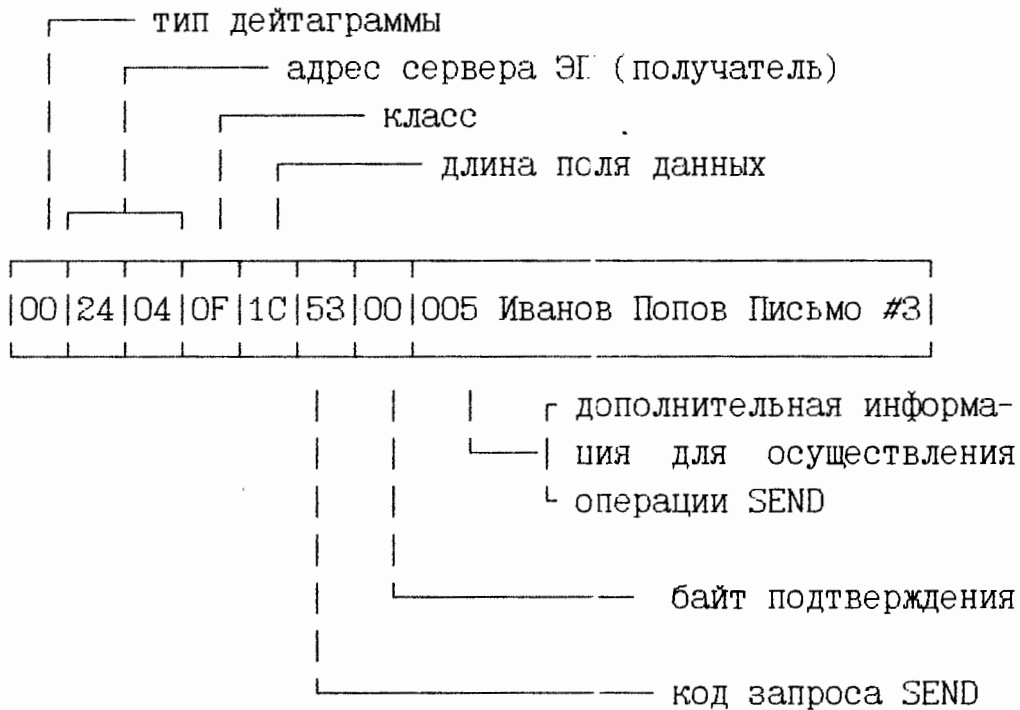 тип дейтаграммы
адрес сервера ЭП (получатель)
класс
длина поля данных
|00|24|04|0F|1C|53|00|005 Иванов Попов Письмо #3|
дополнительная информа-
ция для осуществления
операции SEND
байт подтверждения
код запроса SEND